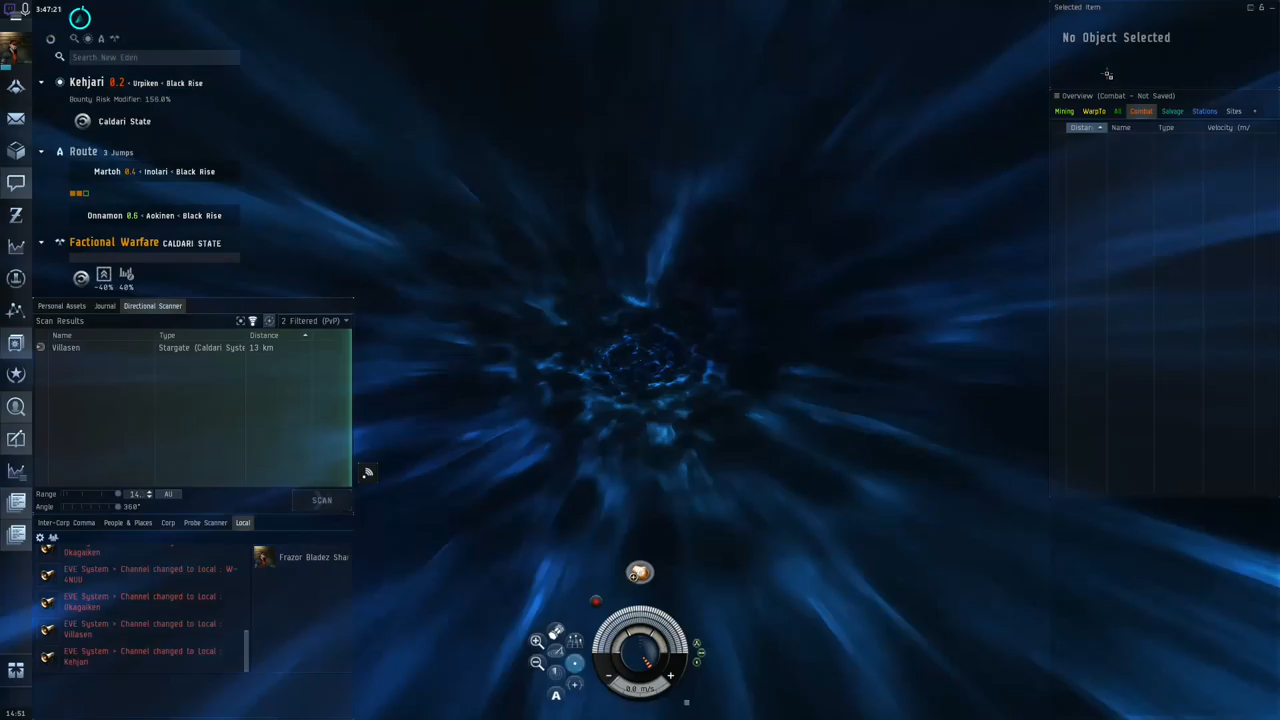 3:47:21
Search New Eden
Kehjari 0.2 < Urpiken < Black Rise
Bounty Risk Modifier: 156.0%
Caldari State
Route 3 Jumps
Martoh 0.4 < Inolari < Black Rise
Onnamon 0.6 < Aokinen < Black Rise
Factional Warfare CALDARI STATE
-40% 40%
Personal Assets Journal Directional Scanner
Scan Results 2 Filtered (PvP)
Name Type Distance
Villasen Stargate (Caldari Syste 13 km
Range 14. AU
Angle 360°
SCAN
Inter-Corp Comma People & Places Corp Probe Scanner Local
Okagaiken
EVE System > Channel changed to Local : W-
4NUU
EVE System > Channel changed to Local :
Okagaiken
EVE System > Channel changed to Local :
Villasen
EVE System > Channel changed to Local :
Kehjari
Frazor Bladez Shar
14:51
0.0 m/s
Selected Item
No Object Selected
Overview (Combat - Not Saved)
Mining WarpTo All Combat Salvage Stations Sites +
Distan Name Type Velocity (m/